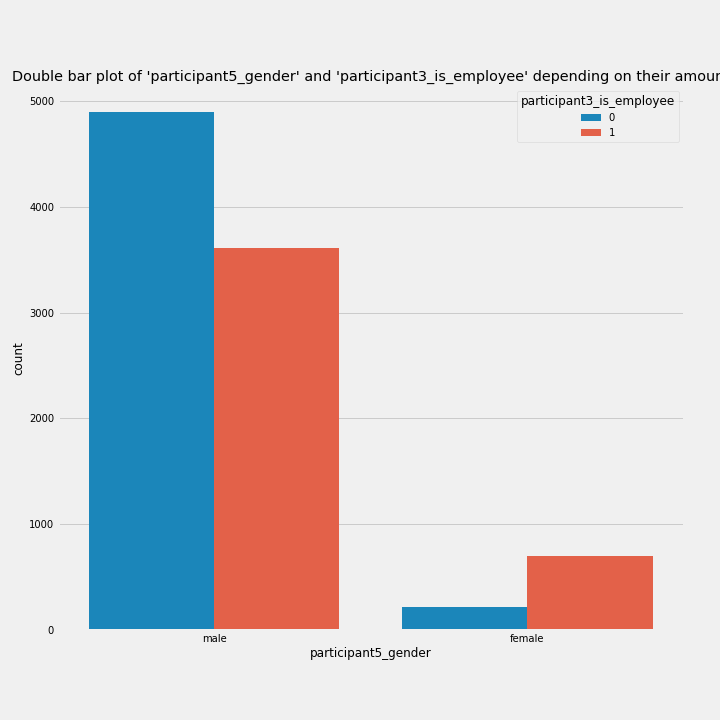 Double bar plot of 'participant5_gender' and 'participant3_is_employee' depending on their amour
participant3_is_employee
0
1
5000
4000
3000
2000
1000
0
count
male
female
participant5_gender